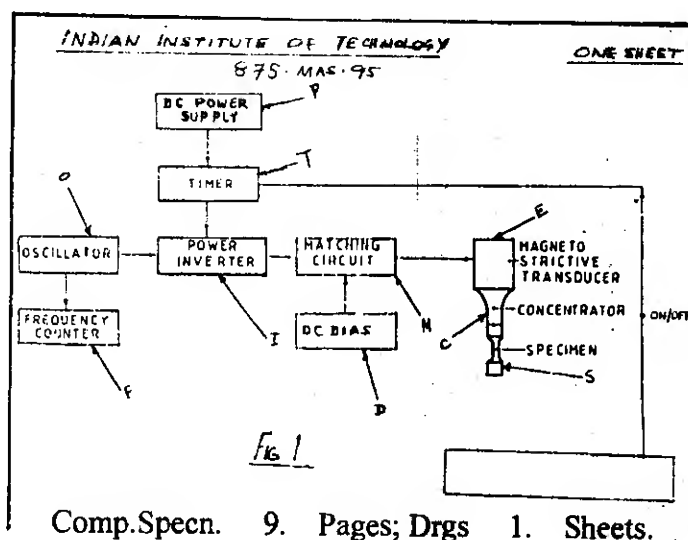 INDIAN INSTITUTE OF TECHNOLOGY
ONE SHEET
875. MAS. 95
P
DC POWER
SUPPLY
T
TIMER
O
OSCILLATOR
POWER
INVERTER
MATCHING
CIRCUIT
E
MAGNETO
STRICTIVE
TRANSDUCER
CONCENTRATOR
ON/OFF
FREQUENCY
COUNTER
I
DC BIAS
M
C
SPECIMEN
S
F
D
FIG 1
Comp.Specn. 9. Pages; Drgs 1. Sheets.